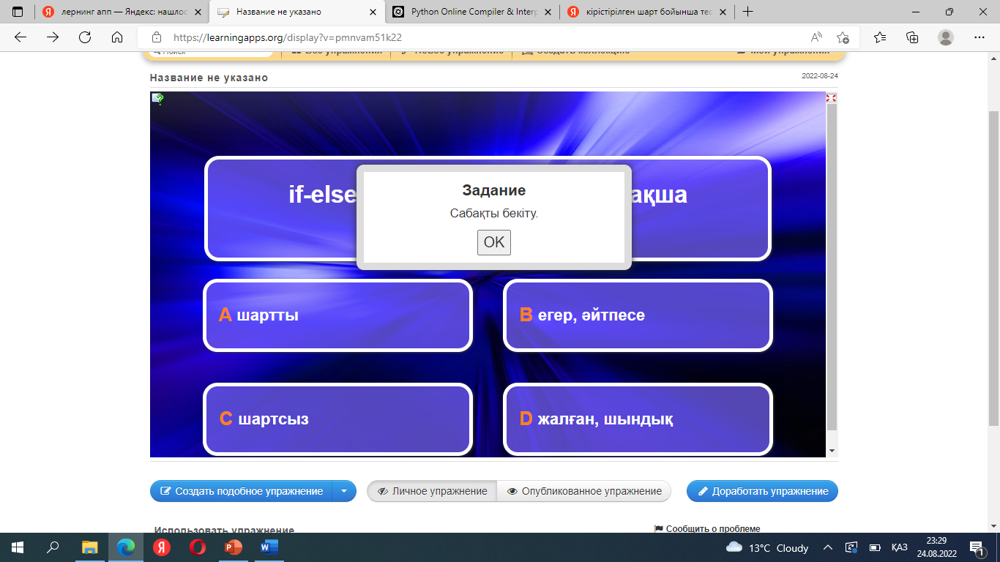 лернинг апп — Яндекс: нашлос
Название не указано
Python Online Compiler & Interp
кірістірілген шарт бойынша тес
https://learningapps.org/display?v=pmnvam51k22
Поиск
Все упражнения
Новое упражнение
Создать коллекцию
Мои упражнения
Название не указано
2022-08-24
if-else
ақша
Задание
Сабақты бекіту.
OK
A шартты
B егер, әйтпесе
C шартсыз
D жалған, шындық
Создать подобное упражнение
Личное упражнение
Опубликованное упражнение
Доработать упражнение
Использовать упражнение
Сообщить о проблеме
13°C Cloudy
ҚАЗ
23:29
24.08.2022
1